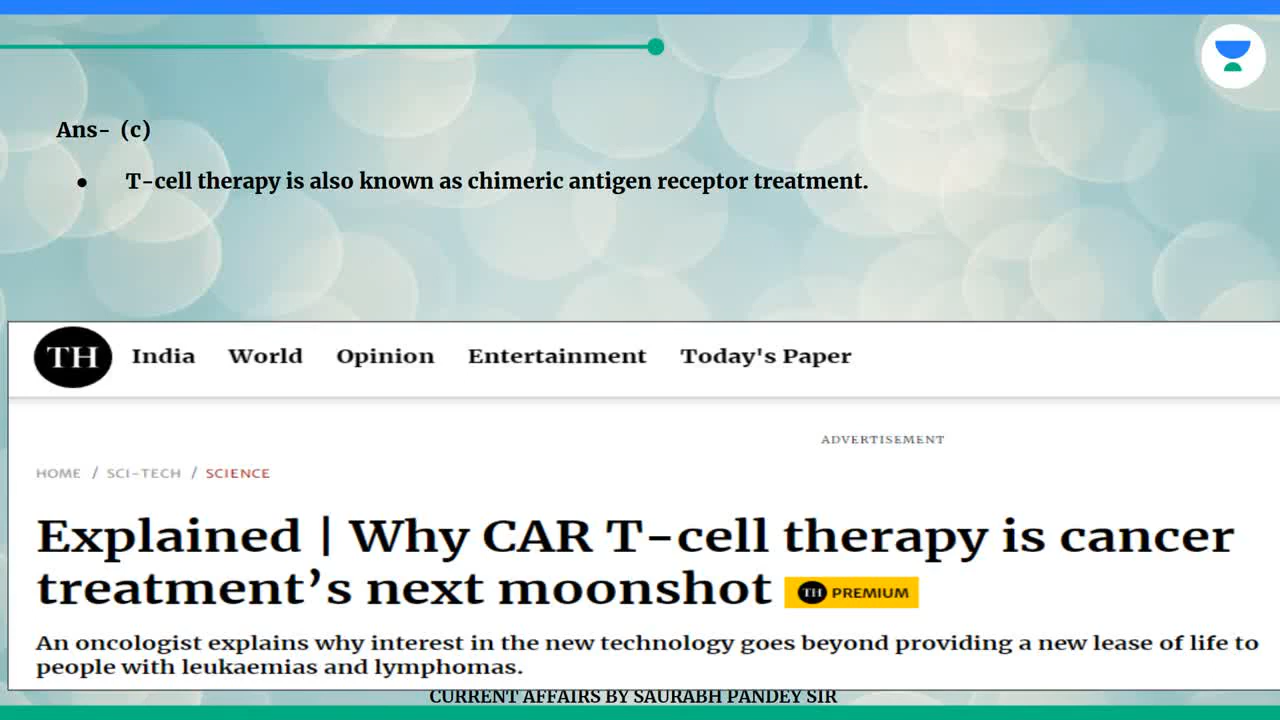 Ans- (c)
● T-cell therapy is also known as chimeric antigen receptor treatment.
TH India World Opinion Entertainment Today's Paper
ADVERTISEMENT
HOME / SCI-TECH / SCIENCE
Explained | Why CAR T-cell therapy is cancer
treatment’s next moonshot TH PREMIUM
An oncologist explains why interest in the new technology goes beyond providing a new lease of life to
people with leukaemias and lymphomas.
CURRENT AFFAIRS BY SAURABH PANDEY SIR